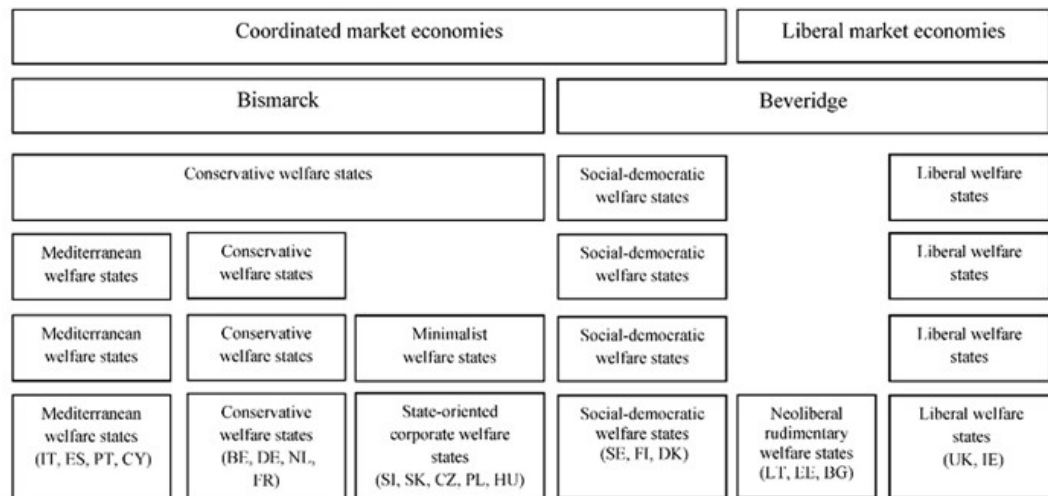 Coordinated market economies
Liberal market economies
Bismarck
Beveridge
Conservative welfare states
Social-democratic
welfare states
Liberal welfare
states
Mediterranean
welfare states
Conservative
welfare states
Social-democratic
welfare states
Liberal welfare
states
Mediterranean
welfare states
Conservative
welfare states
Minimalist
welfare states
Social-democratic
welfare states
Liberal welfare
states
Mediterranean
welfare states
(IT, ES, PT, CY)
Conservative
welfare states
(BE, DE, NL,
FR)
State-oriented
corporate welfare
states
(SI, SK, CZ, PL, HU)
Social-democratic
welfare states
(SE, FI, DK)
Neoliberal
rudimentary
welfare states
(LT, EE, BG)
Liberal welfare
states
(UK, IE)